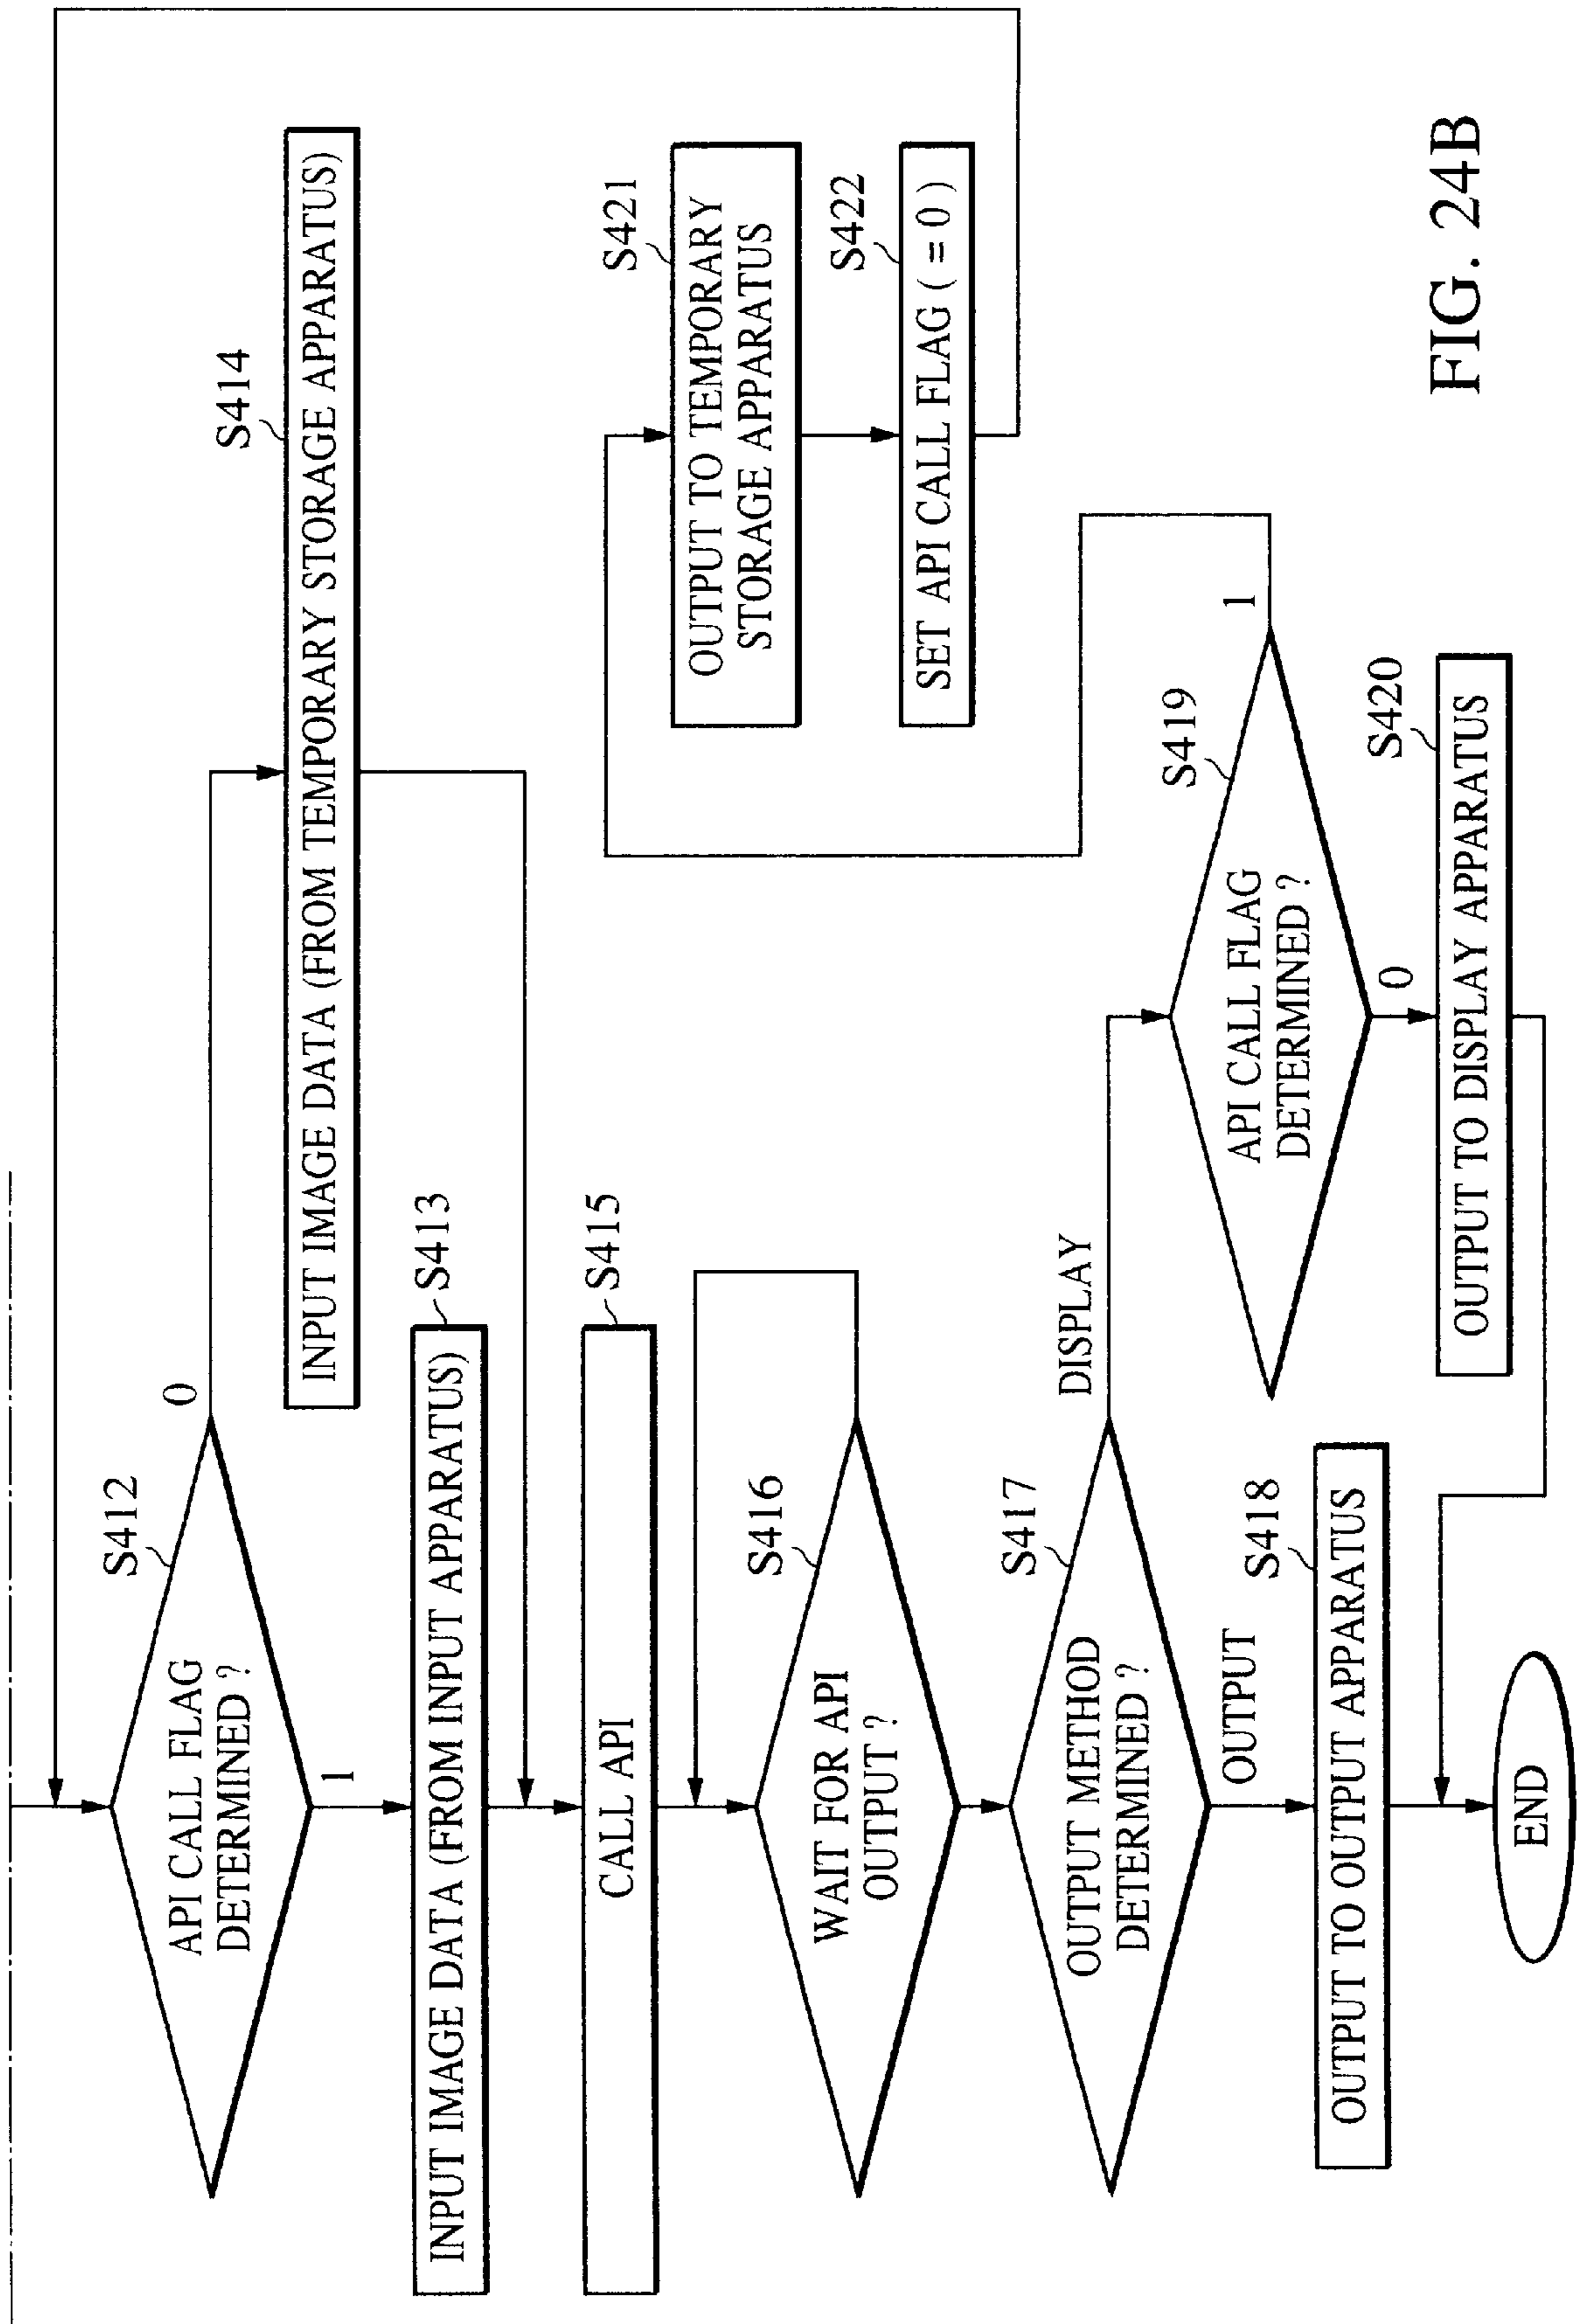 S412
API CALL FLAG
DETERMINED ?
0
1
S414
INPUT IMAGE DATA (FROM TEMPORARY STORAGE APPARATUS)
S413
INPUT IMAGE DATA (FROM INPUT APPARATUS)
S415
CALL API
S416
WAIT FOR API
OUTPUT ?
S417
OUTPUT METHOD
DETERMINED ?
DISPLAY
OUTPUT
S418
OUTPUT TO OUTPUT APPARATUS
END
S419
API CALL FLAG
DETERMINED ?
1
0
S420
OUTPUT TO DISPLAY APPARATUS
S421
OUTPUT TO TEMPORARY
STORAGE APPARATUS
S422
SET API CALL FLAG ( = 0 )
FIG. 24B